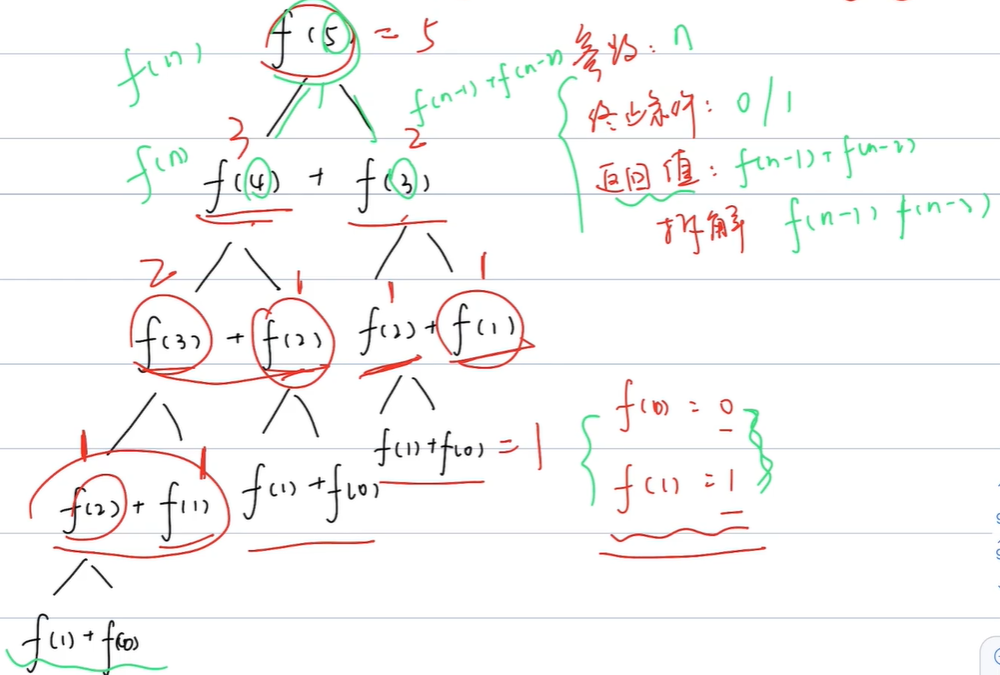 f(5) = 5
f(n)
f(n-1)+f(n-2)
参数: n
终止条件: 0/1
返回值: f(n-1)+f(n-2)
拆解 f(n-1) f(n-2)
f(n)
3 2
f(4) + f(3)
2 1 1 1
f(3) + f(2) f(2) + f(1)
1 1
f(2) + f(1) f(1) + f(0) f(1)+f(0) = 1
f(0) = 0
f(1) = 1
f(1) + f(0)